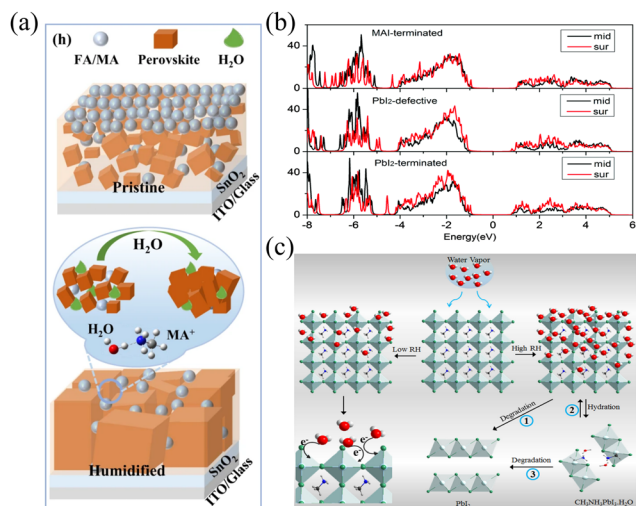 (a)
(h)
FA/MA
Perovskite
H₂O
Pristine
SnO₂
ITO/Glass
H₂O
H₂O
MA⁺
Humidified
SnO₂
ITO/Glass
(b)
MAI-terminated
mid
sur
40
0
PbI₂-defective
mid
sur
40
0
PbI₂-terminated
mid
sur
40
0
-8 -6 -4 -2 0 2 4 6
Energy(eV)
(c)
Water Vapor
Low RH
High RH
Degradation
1
2
Hydration
e⁻
e⁻
e⁻
Degradation
3
PbI₂
CH₃NH₃PbI₃.H₂O